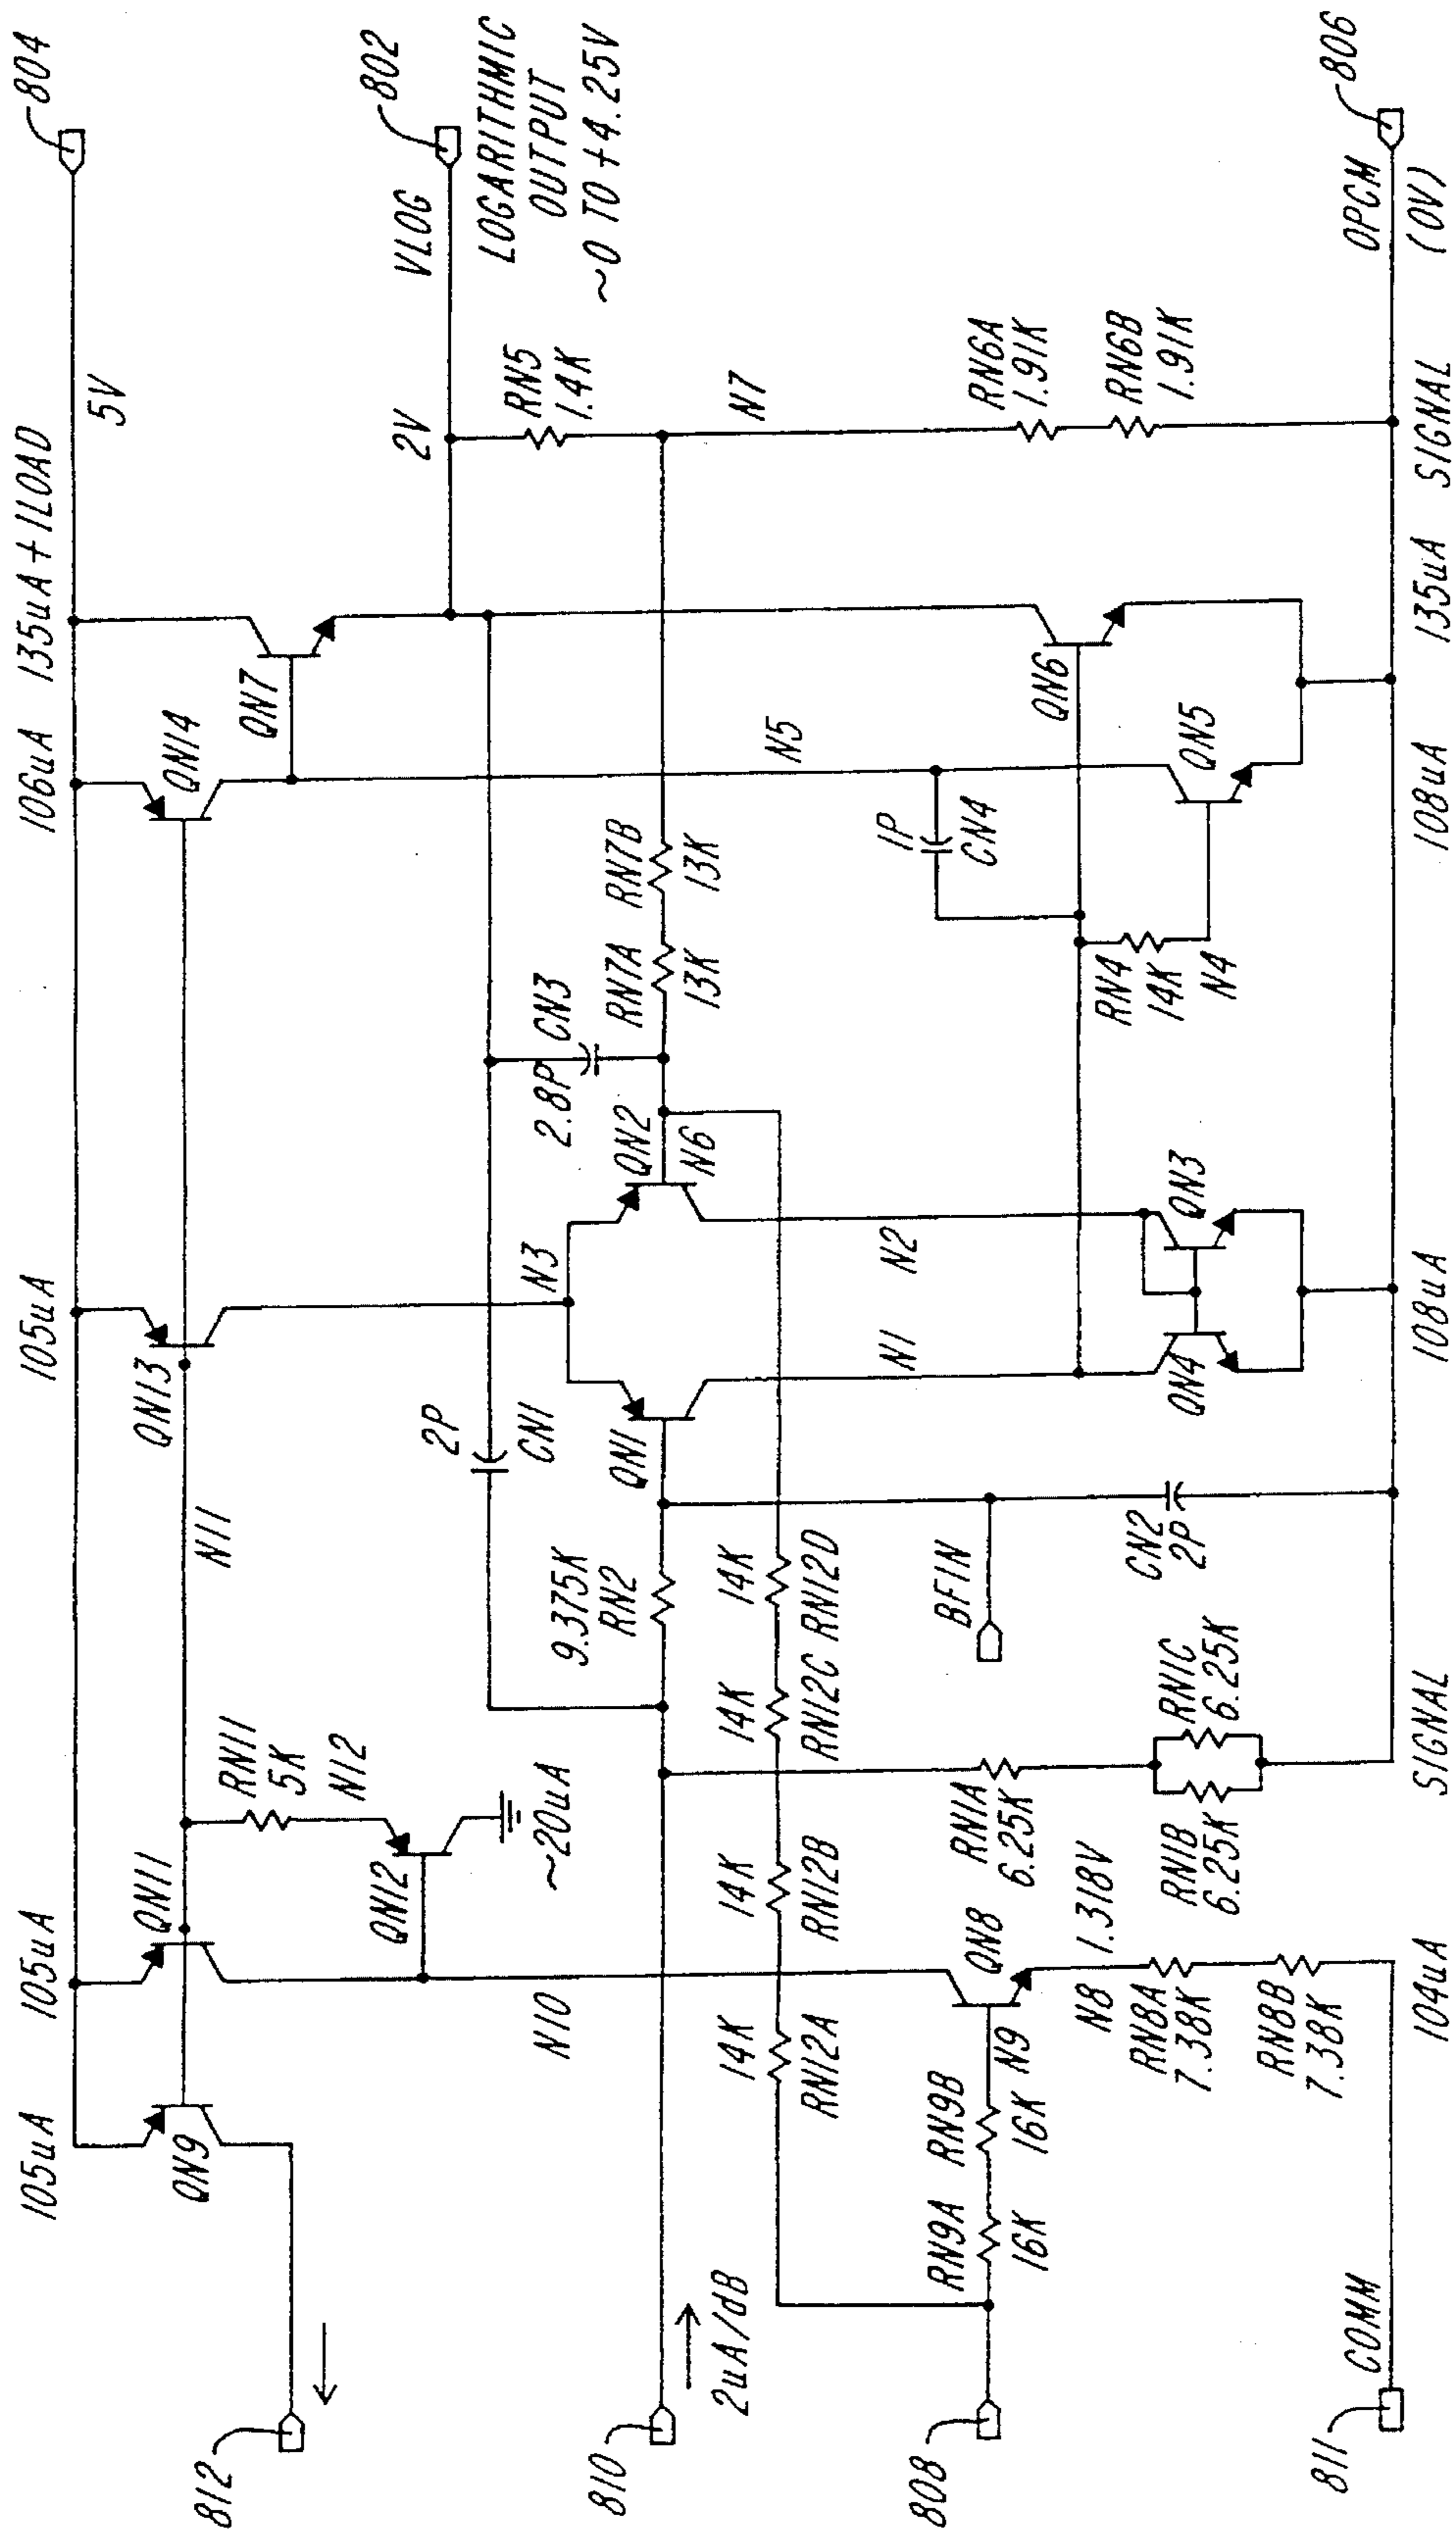 105uA
105uA
105uA
106uA
135uA + ILOAD
804
5V
QN9
QN11
QN13
QN14
QN7
N11
RN11
5K
N12
QN12
~20uA
2V
VLOG
802
LOGARITHMIC
OUTPUT
~0 TO +4.25V
812
2P
CN1
N3
2.8P
CN3
RN5
1.4K
N10
9.375K
RN2
QN1
QN2
N6
RN7A
13K
RN7B
13K
N5
N7
810
2uA/dB
14K
RN12A
14K
RN12B
14K
RN12C
14K
RN12D
N1
N2
1P
CN4
RN6A
1.91K
RN6B
1.91K
808
RN9A
16K
RN9B
16K
N9
QN8
N8
1.318V
RN8A
7.38K
RN8B
7.38K
RN1A
6.25K
RN1B
6.25K
RN1C
6.25K
BFIN
CN2
2P
QN4
QN3
RN4
14K
N4
QN6
QN5
811
COMM
OPCM
(0V)
806
104uA
SIGNAL
108uA
108uA
135uA
SIGNAL